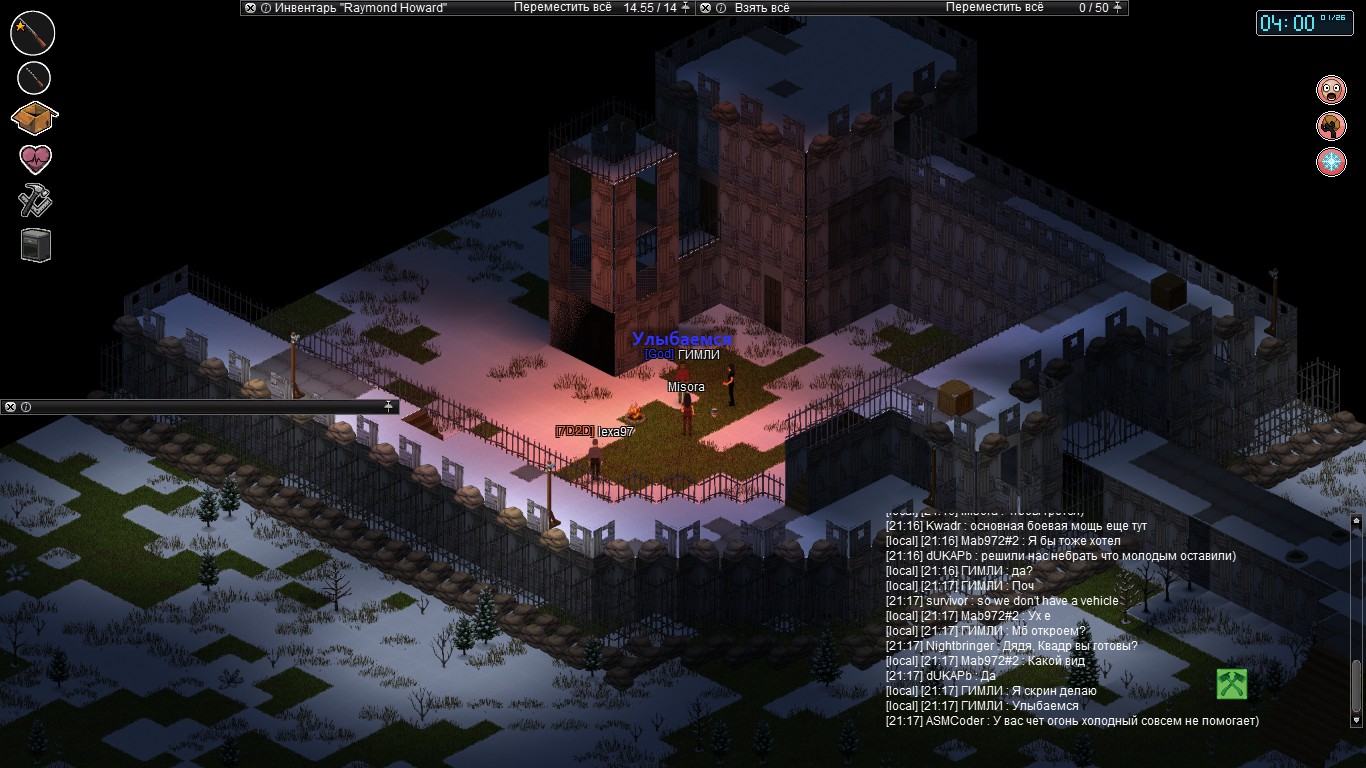 Инвентарь "Raymond Howard" Переместить всё 14.55 / 14 Взять всё Переместить всё 0 / 50
04:00 01/26
Улыбаемся
[God] ГИМЛИ
Misora
[7D2D] lexa97
[21:16] Kwadr : основная боевая мощь еще тут
[local] [21:16] Mab972#2 : Я бы тоже хотел
[21:16] dUKAPb : решили нас небрать что молодым оставили)
[local] [21:16] ГИМЛИ : да?
[local] [21:17] ГИМЛИ : Поч
[21:17] survivor : so we don't have a vehicle
[local] [21:17] Mab972#2 : Ух е
[local] [21:17] ГИМЛИ : Мб откроем?
[21:17] Nightbringer : Дядя, Квадр вы готовы?
[local] [21:17] Mab972#2 : Какой вид
[21:17] dUKAPb : Да
[local] [21:17] ГИМЛИ : Я скрин делаю
[local] [21:17] ГИМЛИ : Улыбаемся
[21:17] ASMCoder : У вас чет огонь холодный совсем не помогает)